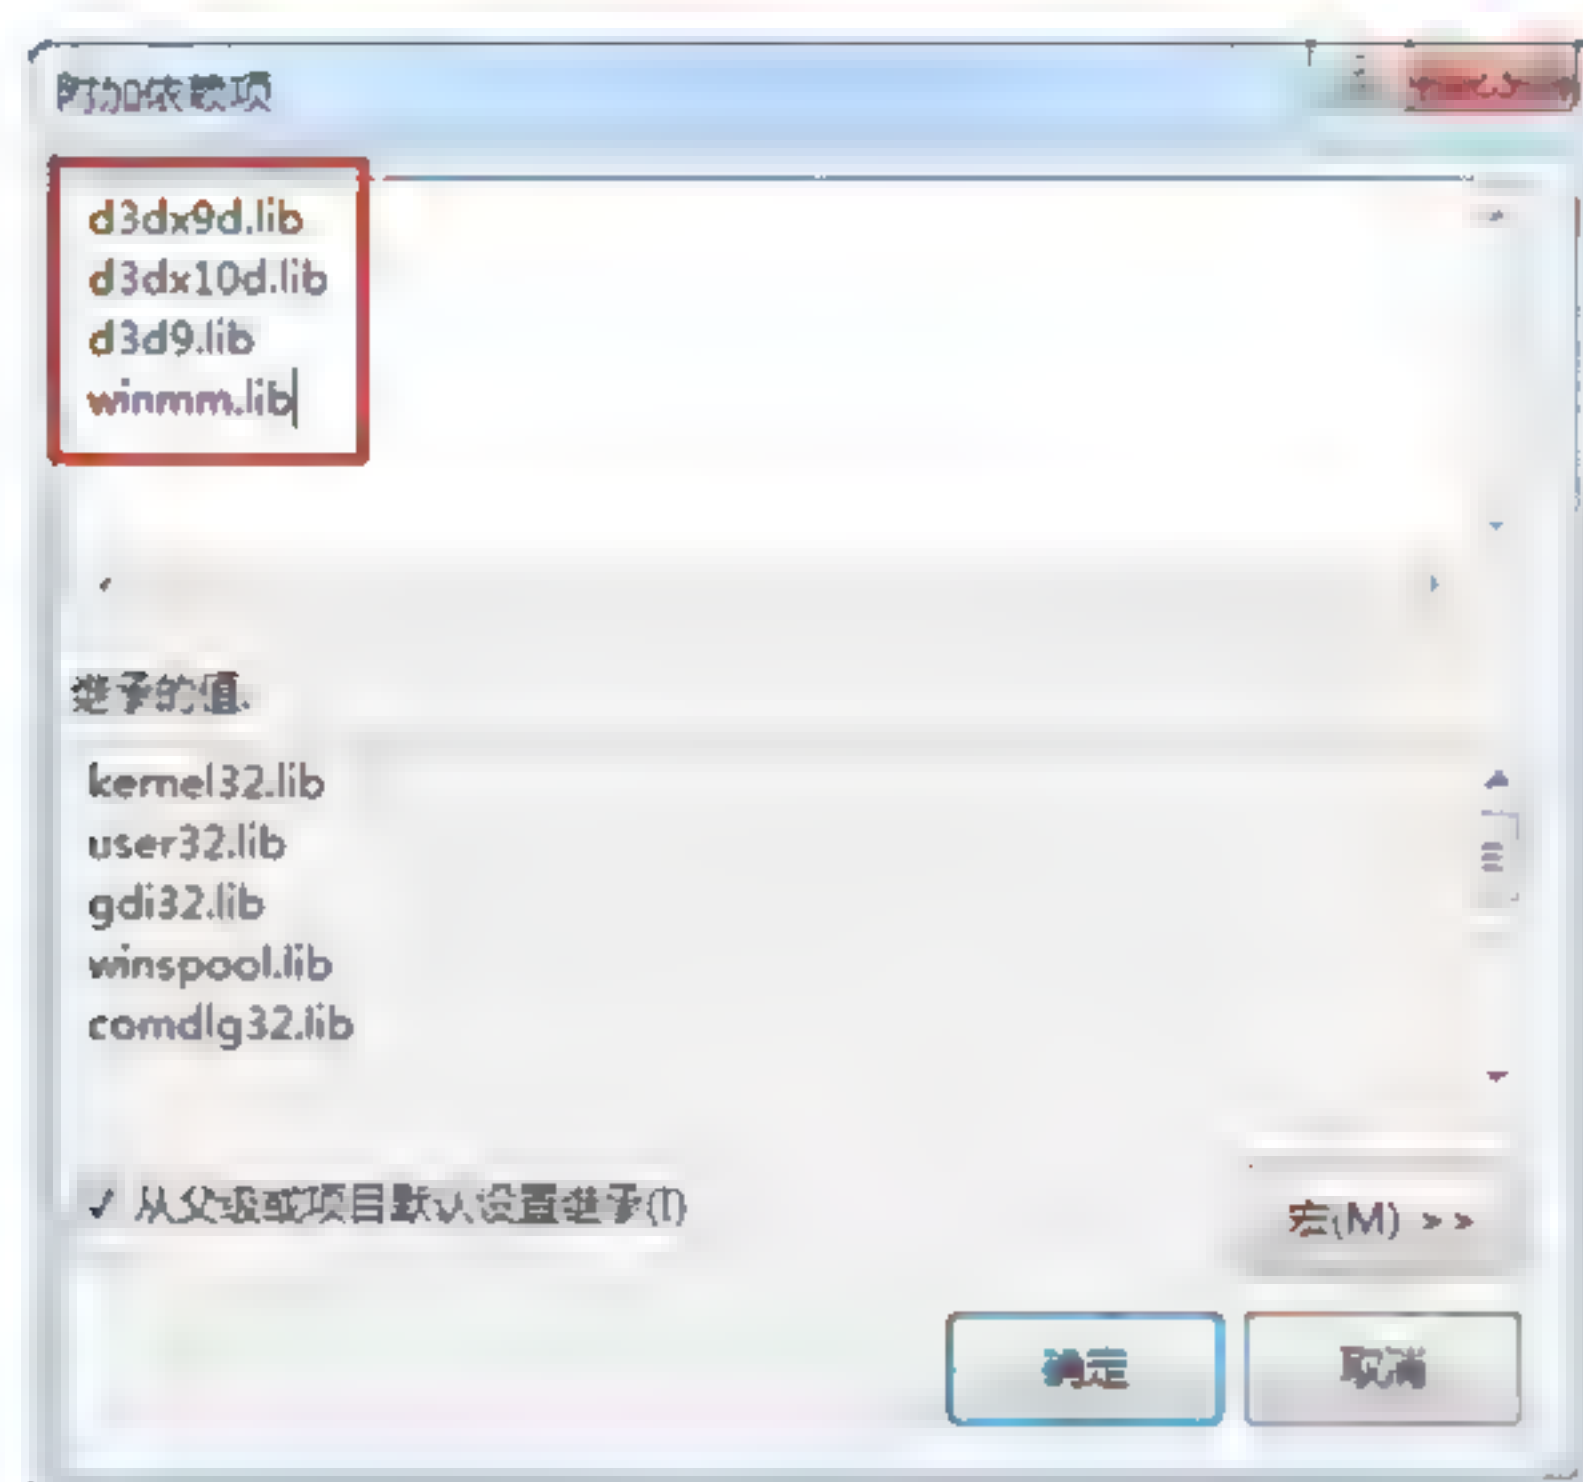 附加依赖项
d3dx9d.lib
d3dx10d.lib
d3d9.lib
winmm.lib
继承的值:
kernel32.lib
user32.lib
gdi32.lib
winspool.lib
comdlg32.lib
从父级或项目默认设置继承(I)
宏(M) >>
确定
取消